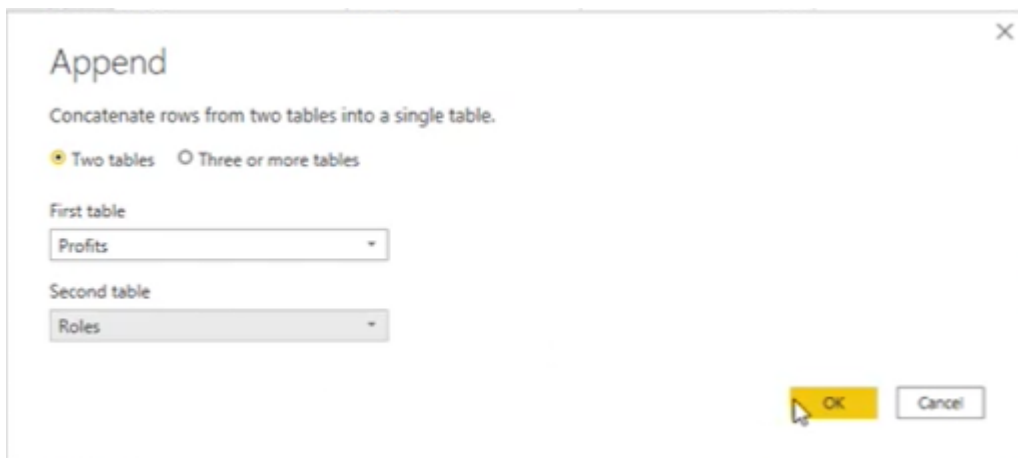 Append
Concatenate rows from two tables into a single table.
Two tables Three or more tables
First table
Profits
Second table
Roles
OK Cancel